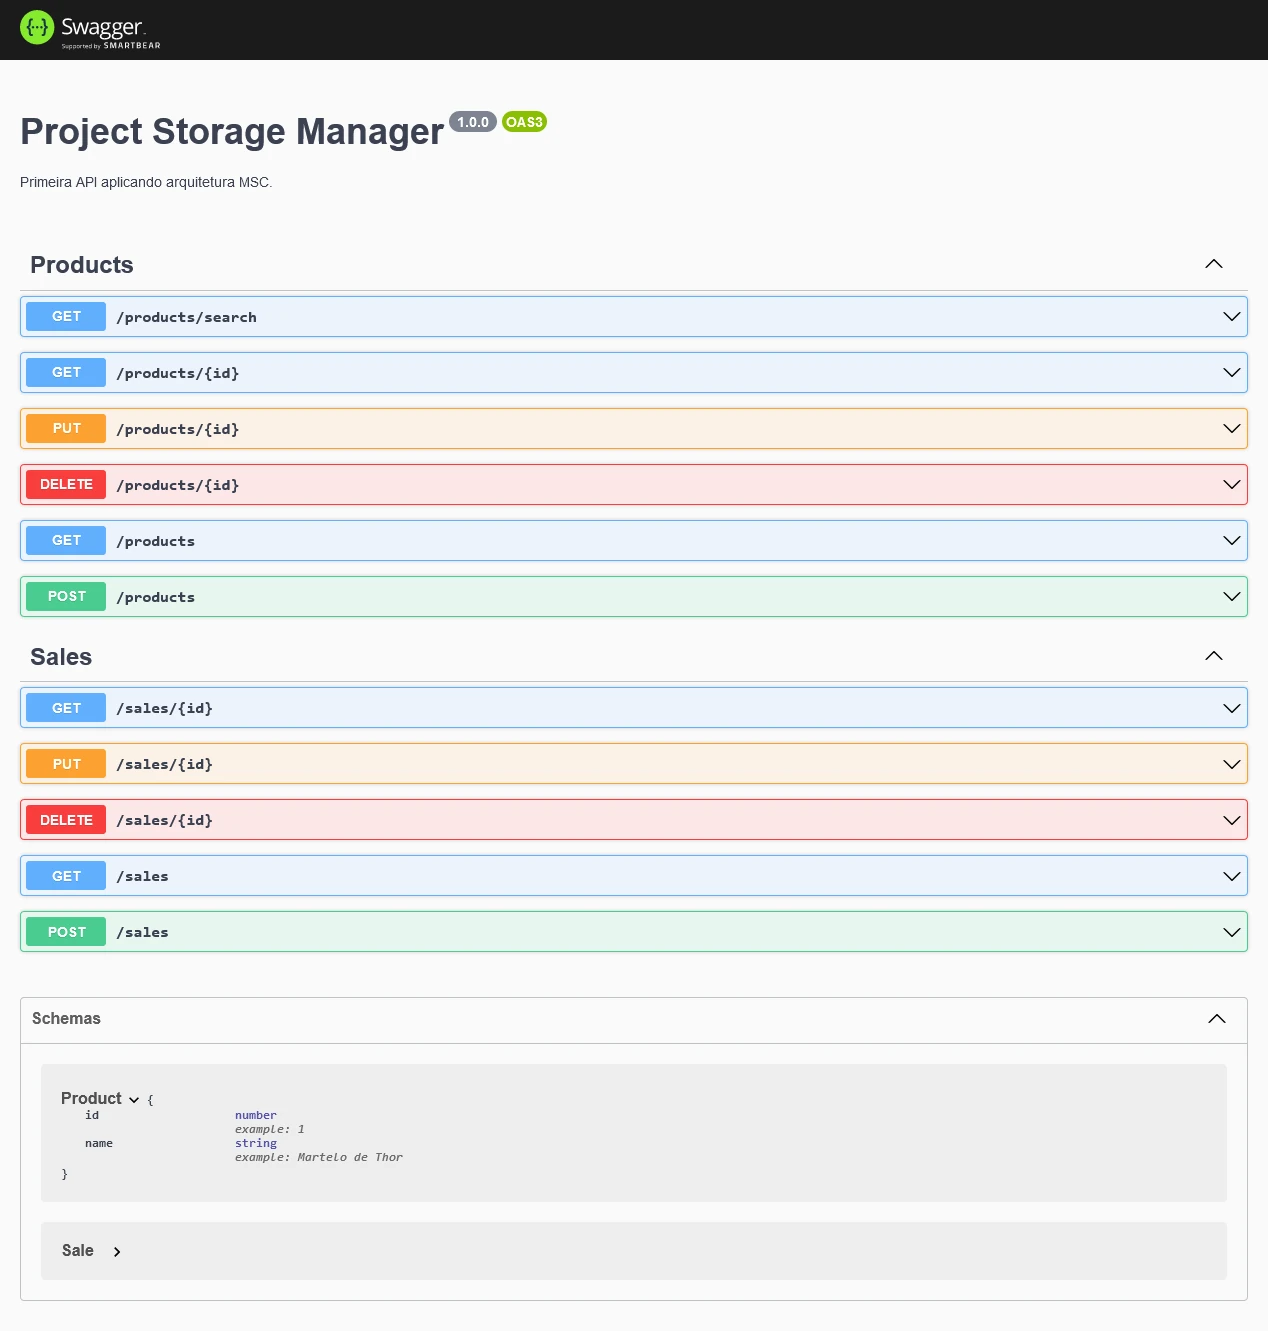 Swagger
Supported by SMARTBEAR
Project Storage Manager 1.0.0 OAS3
Primeira API aplicando arquitetura MSC.
Products
GET /products/search
GET /products/{id}
PUT /products/{id}
DELETE /products/{id}
GET /products
POST /products
Sales
GET /sales/{id}
PUT /sales/{id}
DELETE /sales/{id}
GET /sales
POST /sales
Schemas
Product {
id number
example: 1
name string
example: Martelo de Thor
}
Sale